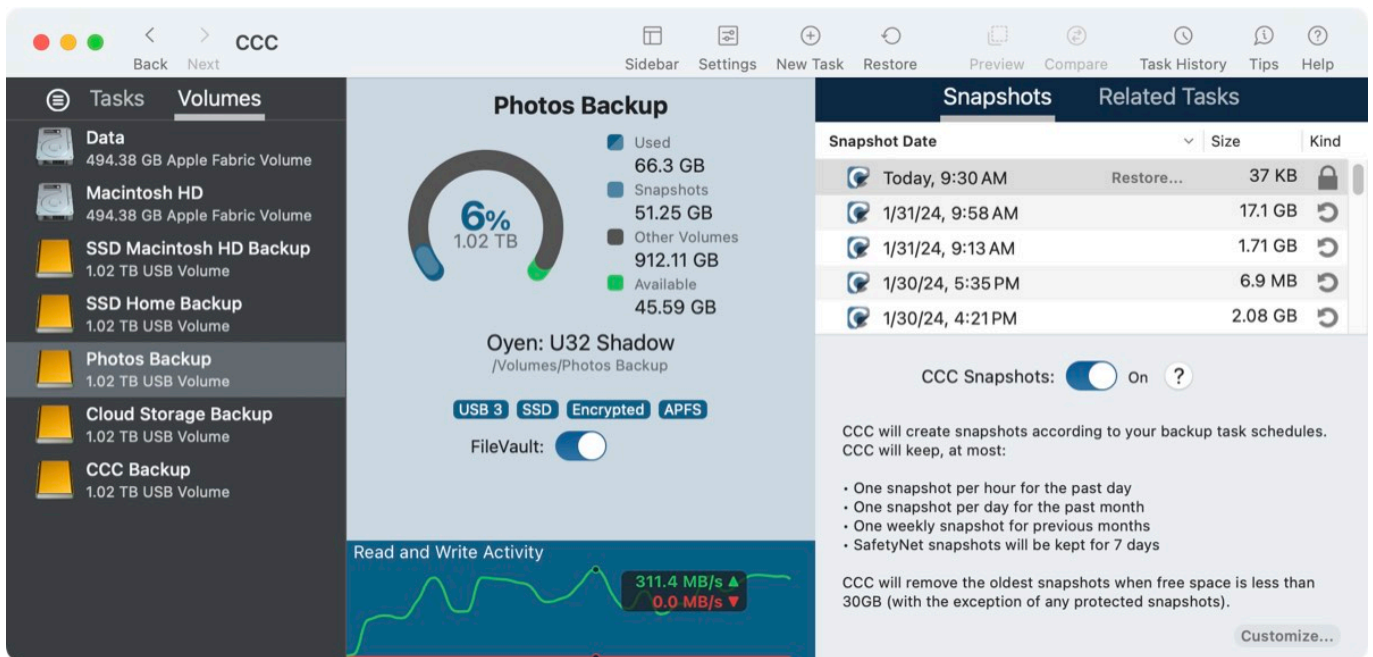 CCC
Back
Next
Sidebar
Settings
New Task
Restore
Preview
Compare
Task History
Tips
Help
Tasks
Volumes
Data
494.38 GB Apple Fabric Volume
Macintosh HD
494.38 GB Apple Fabric Volume
SSD Macintosh HD Backup
1.02 TB USB Volume
SSD Home Backup
1.02 TB USB Volume
Photos Backup
1.02 TB USB Volume
Cloud Storage Backup
1.02 TB USB Volume
CCC Backup
1.02 TB USB Volume
Photos Backup
6%
1.02 TB
Used
66.3 GB
Snapshots
51.25 GB
Other Volumes
912.11 GB
Available
45.59 GB
Oyen: U32 Shadow
/Volumes/Photos Backup
USB 3 SSD Encrypted APFS
FileVault:
Read and Write Activity
311.4 MB/s ▲
0.0 MB/s ▼
Snapshots
Related Tasks
Snapshot Date Size Kind
Today, 9:30 AM Restore... 37 KB
1/31/24, 9:58 AM 17.1 GB
1/31/24, 9:13 AM 1.71 GB
1/30/24, 5:35 PM 6.9 MB
1/30/24, 4:21 PM 2.08 GB
CCC Snapshots: On ?
CCC will create snapshots according to your backup task schedules.
CCC will keep, at most:
• One snapshot per hour for the past day
• One snapshot per day for the past month
• One weekly snapshot for previous months
• SafetyNet snapshots will be kept for 7 days
CCC will remove the oldest snapshots when free space is less than
30GB (with the exception of any protected snapshots).
Customize...